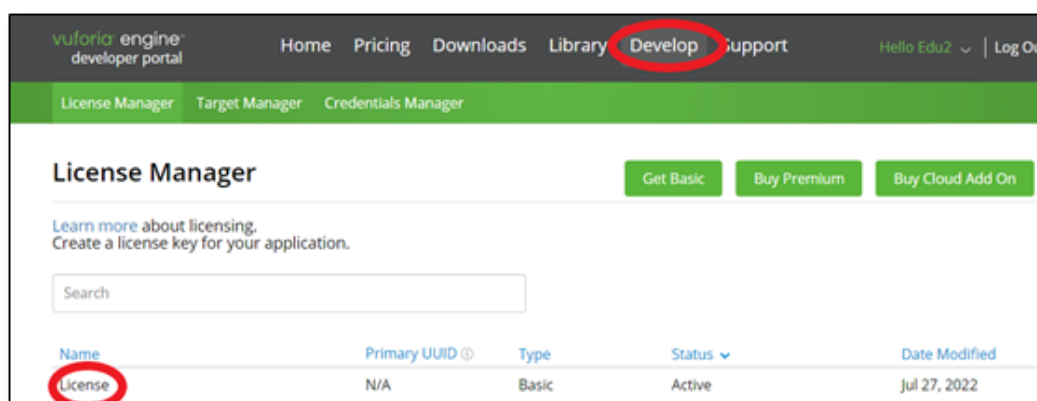 vuforia engine Home Pricing Downloads Library Develop Support Hello Edu2 | Log Ou
developer portal
License Manager Target Manager Credentials Manager
License Manager Get Basic Buy Premium Buy Cloud Add On
Learn more about licensing.
Create a license key for your application.
Search
Name Primary UUID Type Status Date Modified
License N/A Basic Active Jul 27, 2022